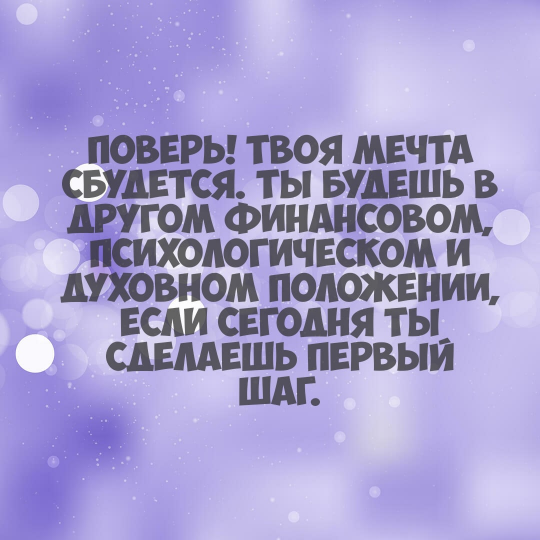 ПОВЕРЬ! ТВОЯ МЕЧТА
СБУДЕТСЯ. ТЫ БУДЕШЬ В
ДРУГОМ ФИНАНСОВОМ,
ПСИХОЛОГИЧЕСКОМ И
ДУХОВНОМ ПОЛОЖЕНИИ,
ЕСЛИ СЕГОДНЯ ТЫ
СДЕЛАЕШЬ ПЕРВЫЙ
ШАГ.